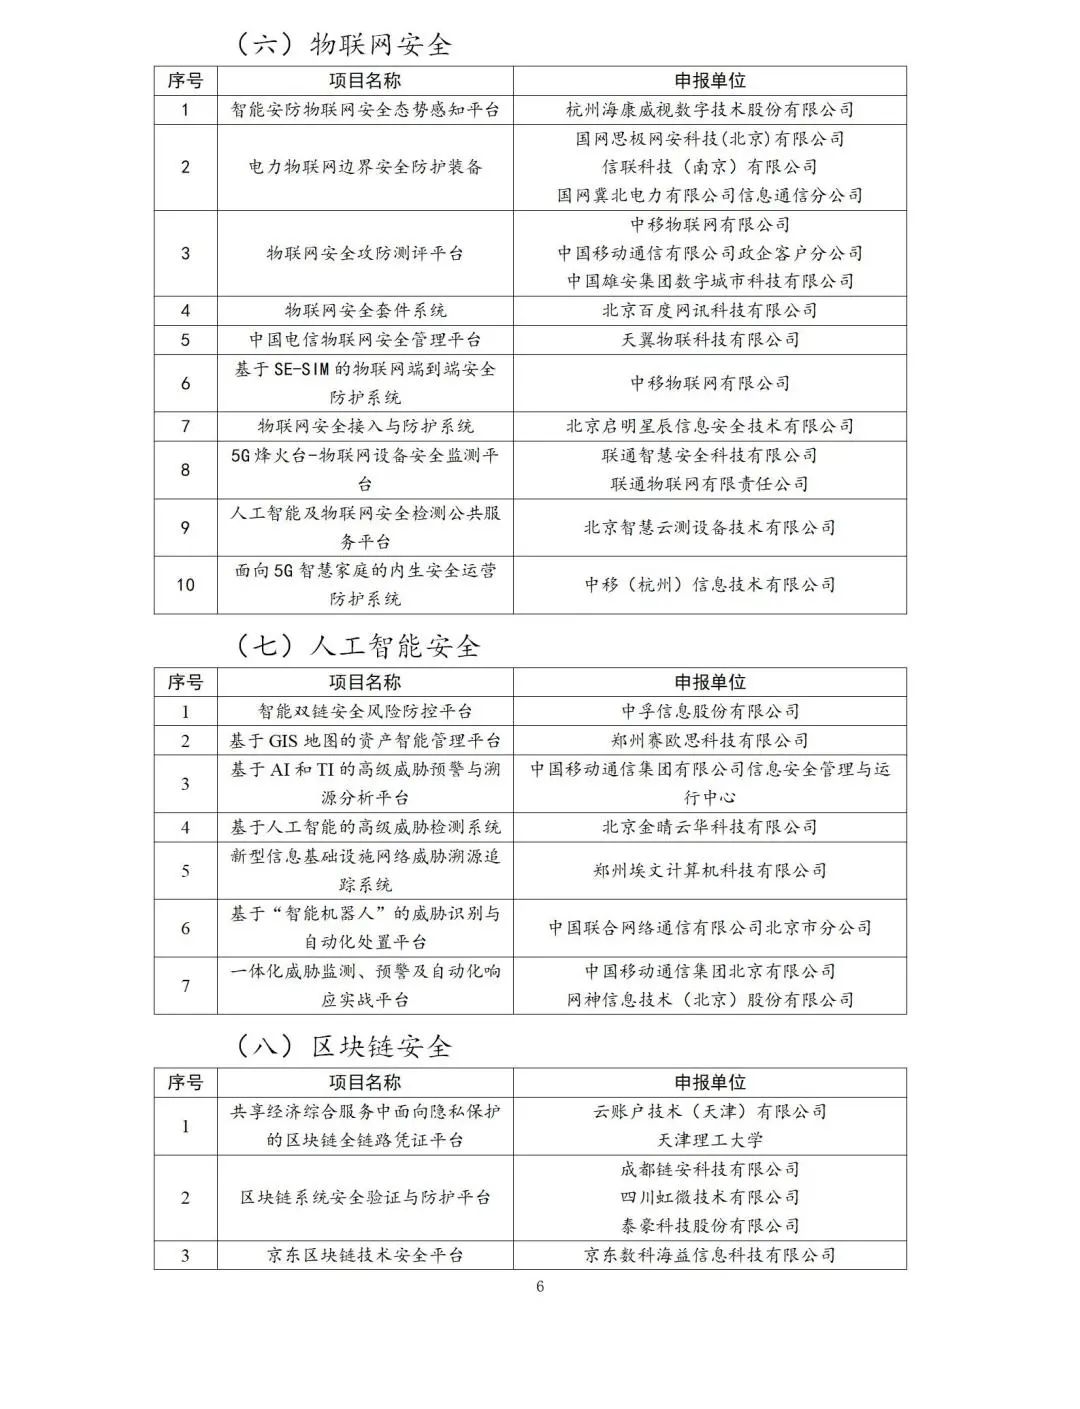 （六）物联网安全
序号 项目名称 申报单位
1 智能安防物联网安全态势感知平台 杭州海康威视数字技术股份有限公司
国网思极网安科技(北京)有限公司
2 电力物联网边界安全防护装备 信联科技（南京）有限公司
国网冀北电力有限公司信息通信分公司
中移物联网有限公司
3 物联网安全攻防测评平台 中国移动通信有限公司政企客户分公司
中国雄安集团数字城市科技有限公司
4 物联网安全套件系统 北京百度网讯科技有限公司
5 中国电信物联网安全管理平台 天翼物联科技有限公司
基于SE-SIM的物联网端到端安全
6 中移物联网有限公司
防护系统
7 物联网安全接入与防护系统 北京启明星辰信息安全技术有限公司
5G烽火台-物联网设备安全监测平 联通智慧安全科技有限公司
8
台 联通物联网有限责任公司
人工智能及物联网安全检测公共服
9 北京智慧云测设备技术有限公司
务平台
面向5G智慧家庭的内生安全运营
10 中移（杭州）信息技术有限公司
防护系统
（七）人工智能安全
序号 项目名称 申报单位
1 智能双链安全风险防控平台 中孚信息股份有限公司
2 基于GIS地图的资产智能管理平台 郑州赛欧思科技有限公司
基于AI和TI的高级威胁预警与溯 中国移动通信集团有限公司信息安全管理与运
3
源分析平台 行中心
4 基于人工智能的高级威胁检测系统 北京金睛云华科技有限公司
新型信息基础设施网络威胁溯源追
5 郑州埃文计算机科技有限公司
踪系统
基于“智能机器人”的威胁识别与
6 中国联合网络通信有限公司北京市分公司
自动化处置平台
一体化威胁监测、预警及自动化响 中国移动通信集团北京有限公司
7
应实战平台 网神信息技术（北京）股份有限公司
（八）区块链安全
序号 项目名称 申报单位
共享经济综合服务中面向隐私保护 云账户技术（天津）有限公司
1
的区块链全链路凭证平台 天津理工大学
成都链安科技有限公司
2 区块链系统安全验证与防护平台 四川虹微技术有限公司
泰豪科技股份有限公司
3 京东区块链技术安全平台 京东数科海益信息科技有限公司
6